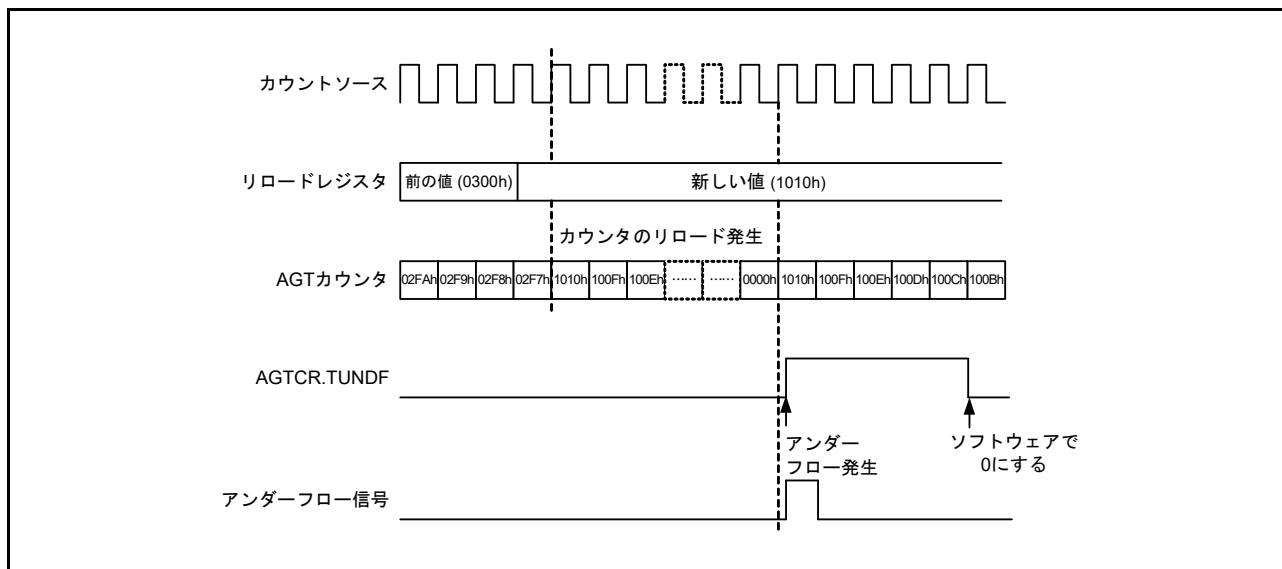 カウントソース
リロードレジスタ
前の値 (0300h)
新しい値 (1010h)
カウンタのリロード発生
AGTカウンタ
02FAh 02F9h 02F8h 02F7h 1010h 100Fh 100Eh ...... ...... 0000h 1010h 100Fh 100Eh 100Dh 100Ch 100Bh
AGTCR.TUNDF
アンダー
フロー発生
ソフトウェアで
0にする
アンダーフロー信号